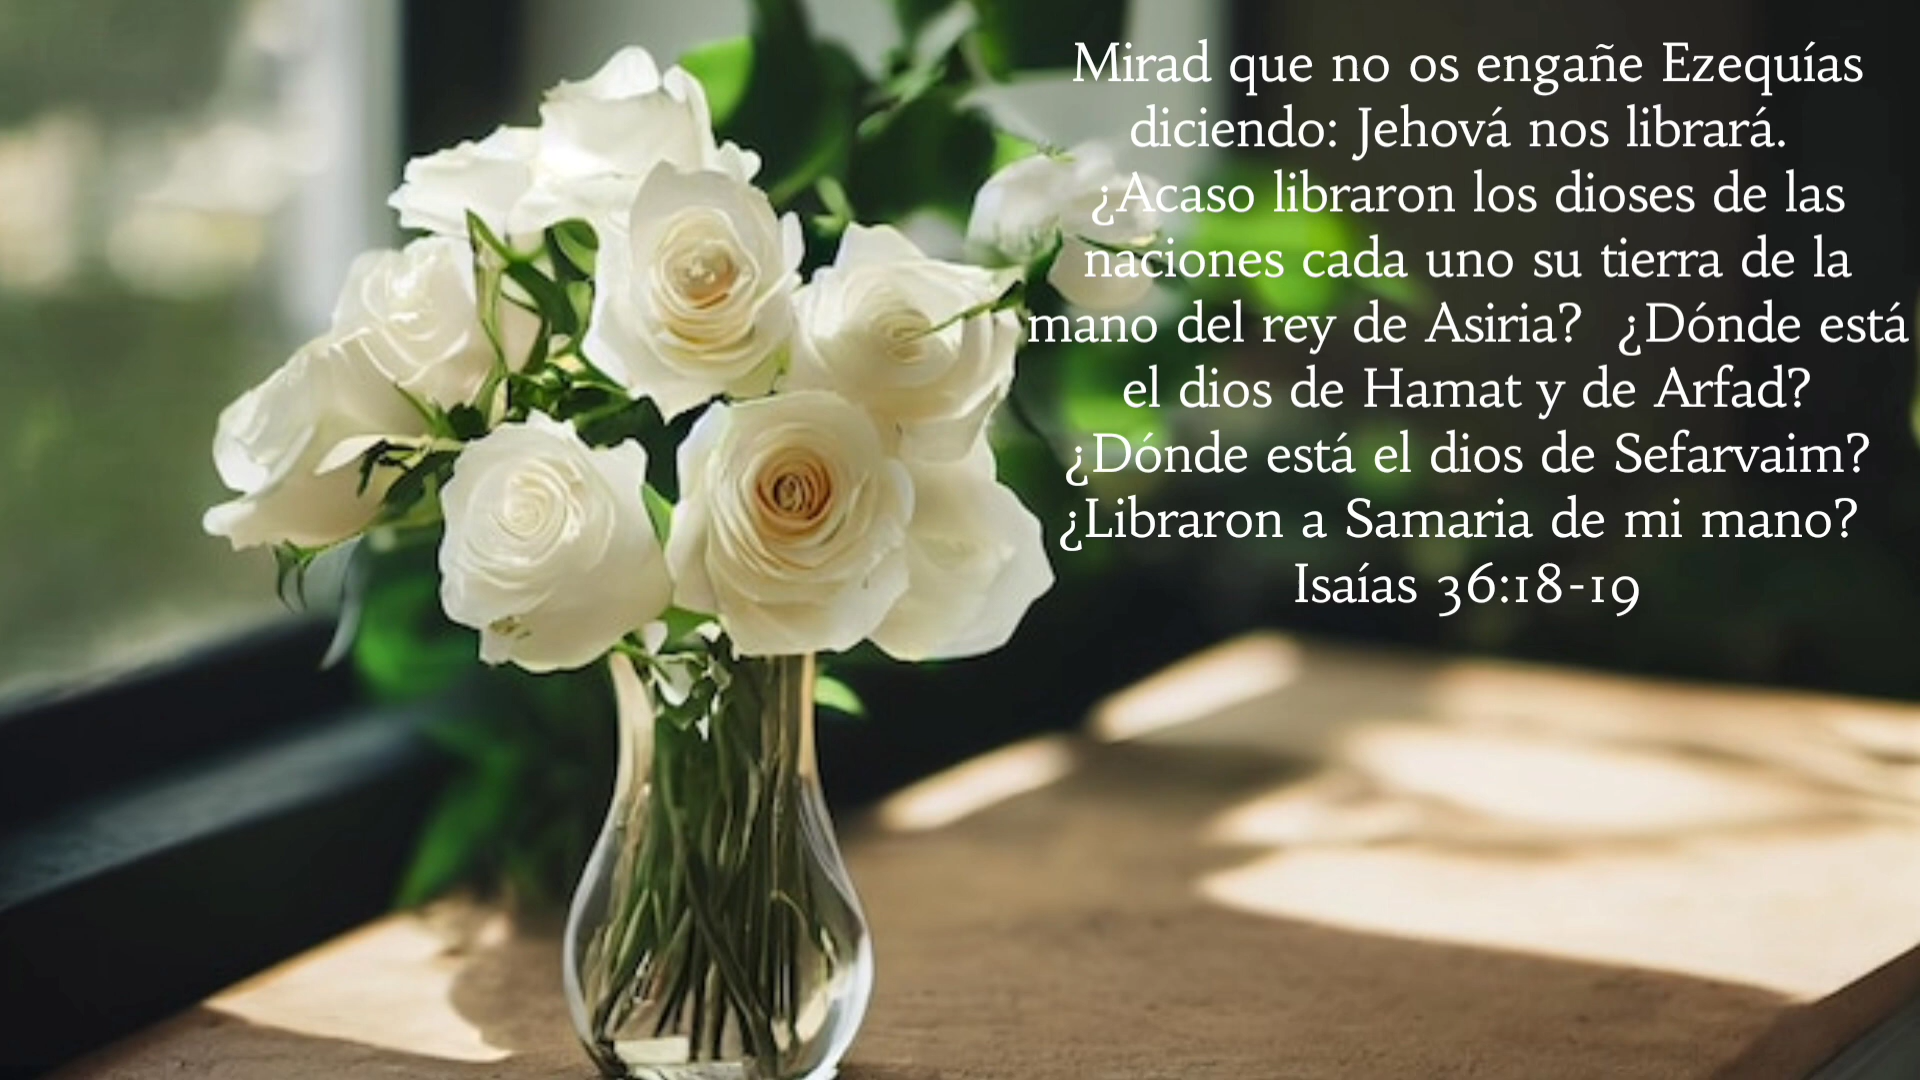 Mirad que no os engañe Ezequías
diciendo: Jehová nos librará.
¿Acaso libraron los dioses de las
naciones cada uno su tierra de la
mano del rey de Asiria?  ¿Dónde está
el dios de Hamat y de Arfad?
¿Dónde está el dios de Sefarvaim?
¿Libraron a Samaria de mi mano?
Isaías 36:18-19